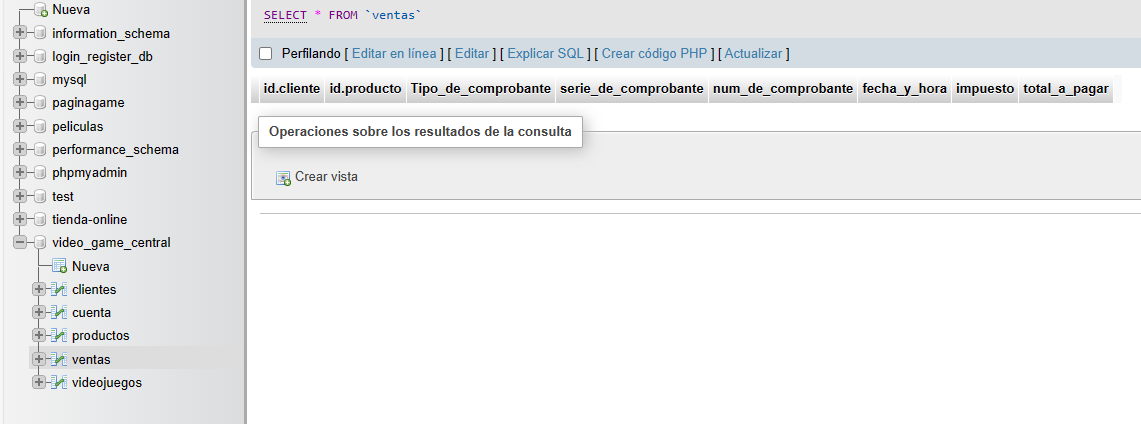 Nueva
information_schema
login_register_db
mysql
paginagame
peliculas
performance_schema
phpmyadmin
test
tienda-online
video_game_central
Nueva
clientes
cuenta
productos
ventas
videojuegos
SELECT * FROM `ventas`
Perfilando [ Editar en línea ] [ Editar ] [ Explicar SQL ] [ Crear código PHP ] [ Actualizar ]
id.cliente id.producto Tipo_de_comprobante serie_de_comprobante num_de_comprobante fecha_y_hora impuesto total_a_pagar
Operaciones sobre los resultados de la consulta
Crear vista